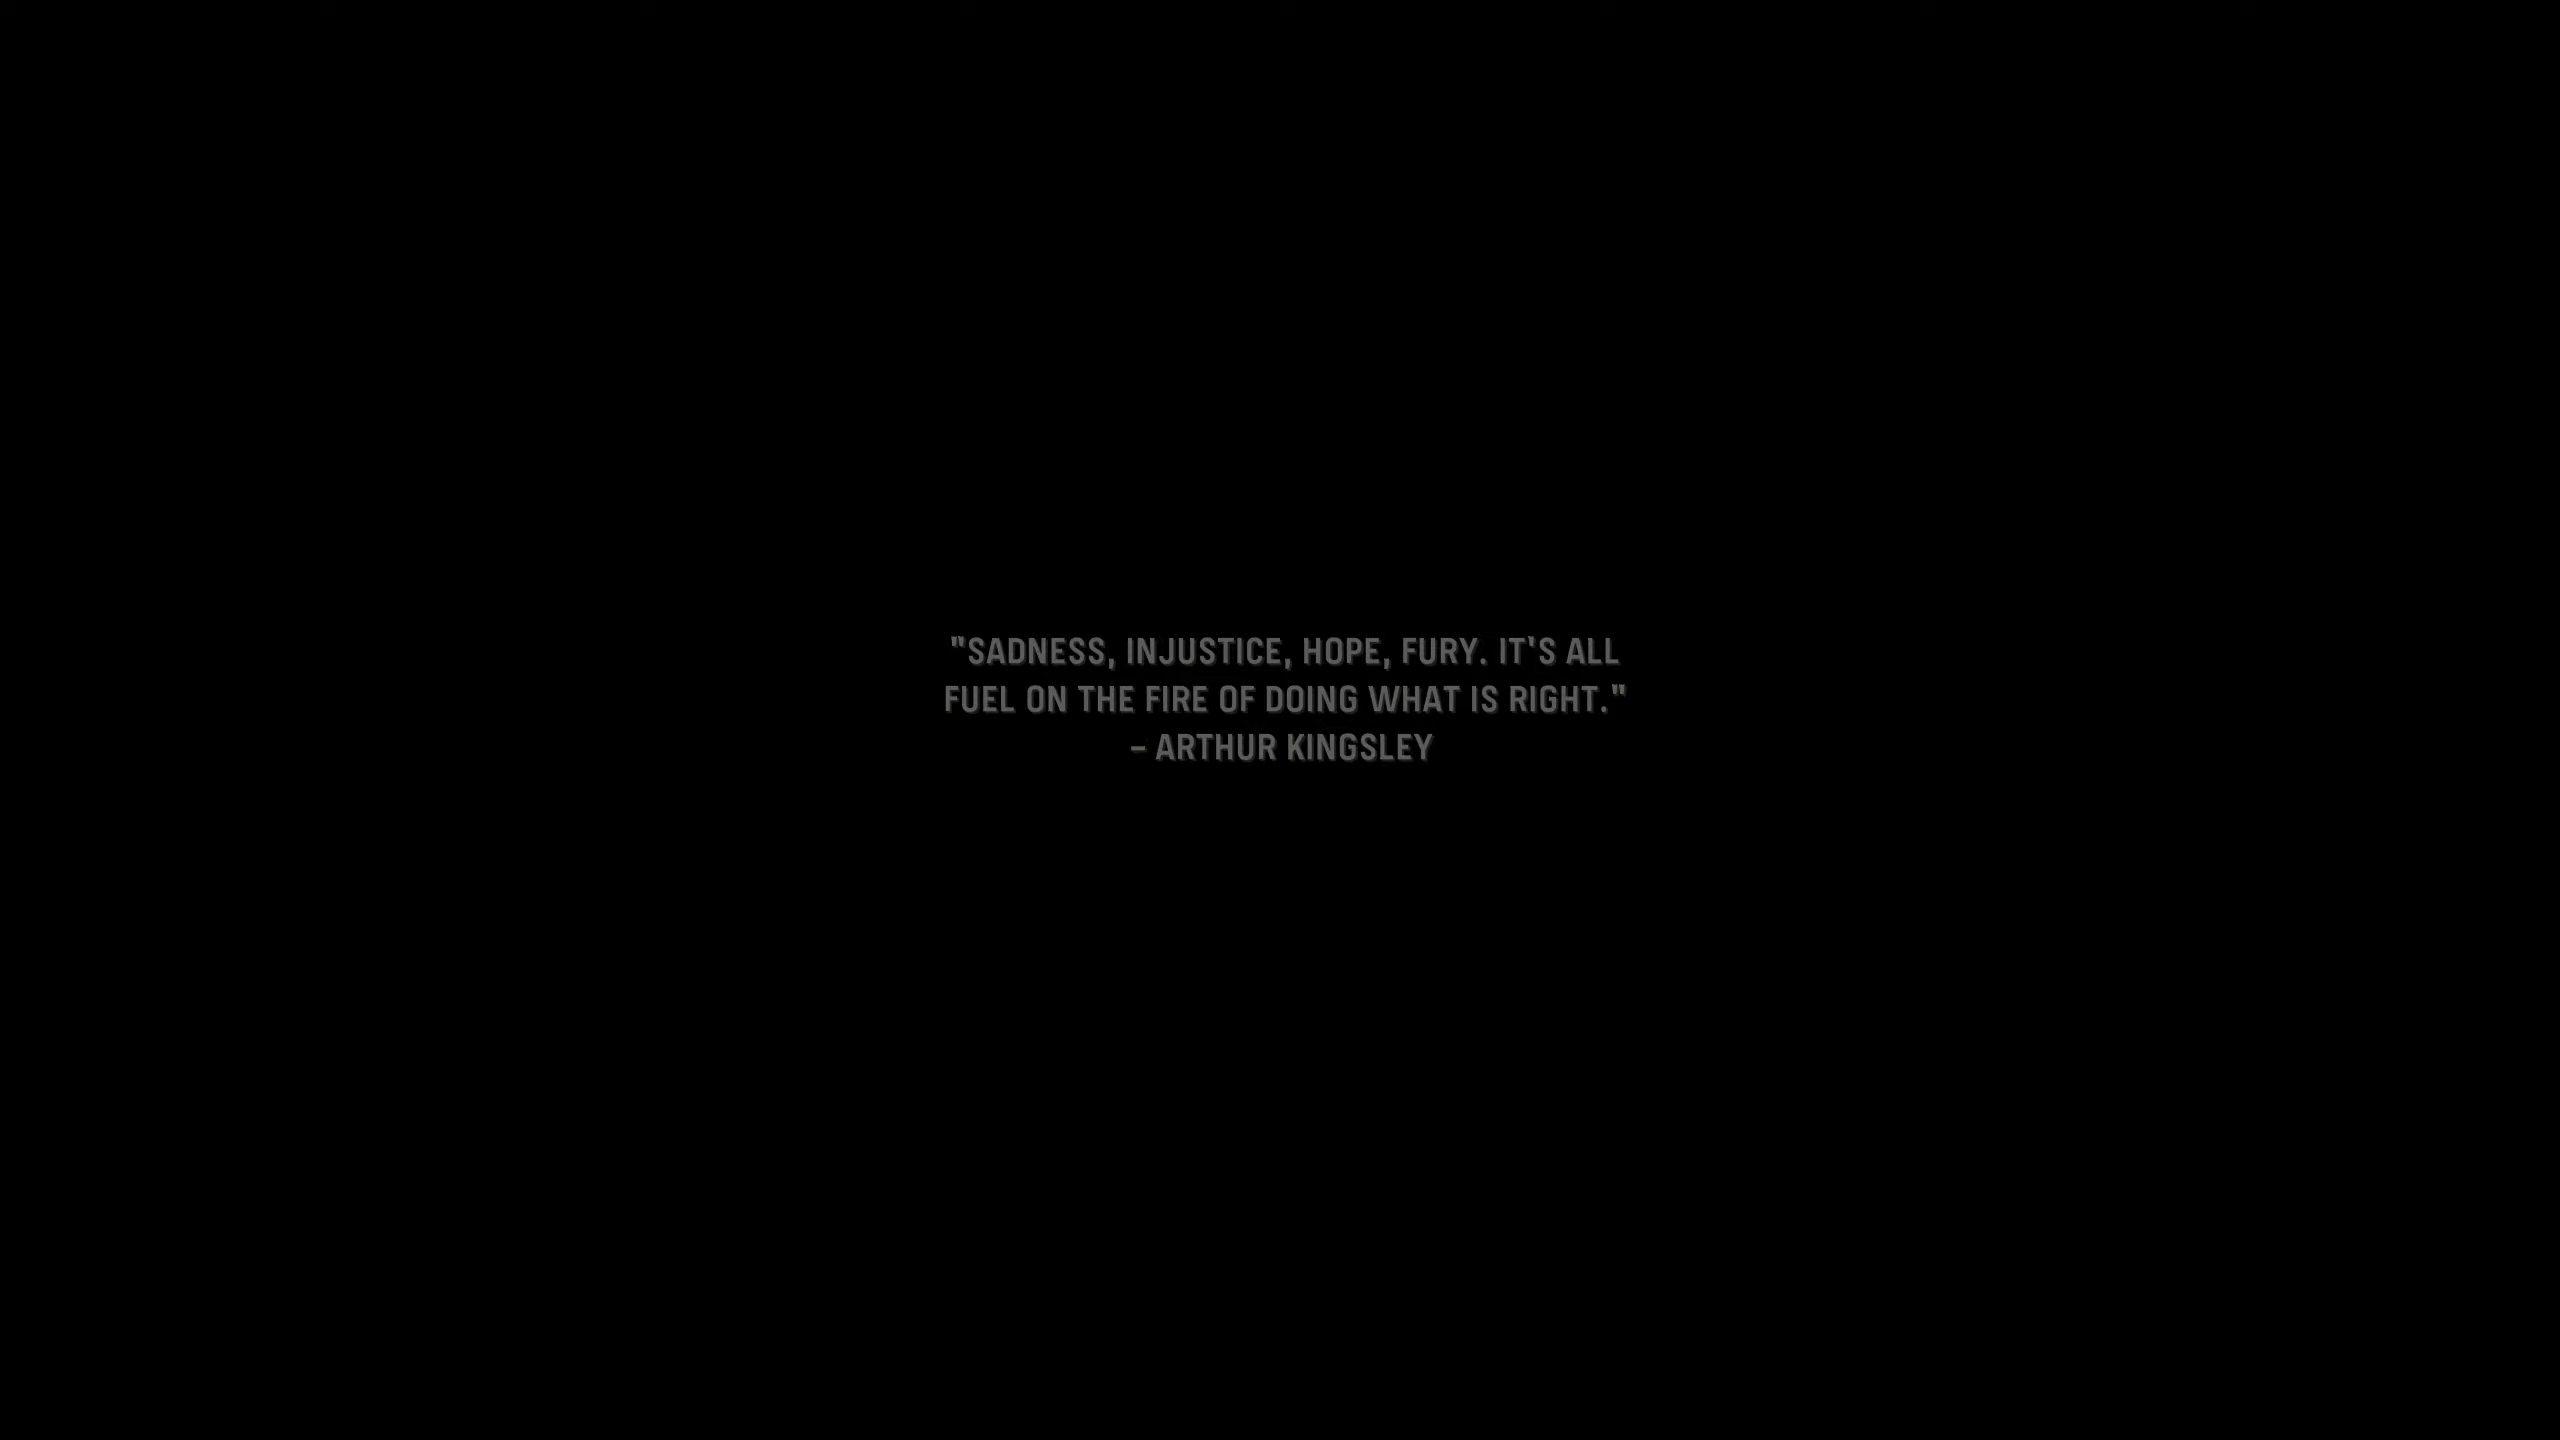 "SADNESS, INJUSTICE, HOPE, FURY. IT'S ALL
FUEL ON THE FIRE OF DOING WHAT IS RIGHT."
– ARTHUR KINGSLEY